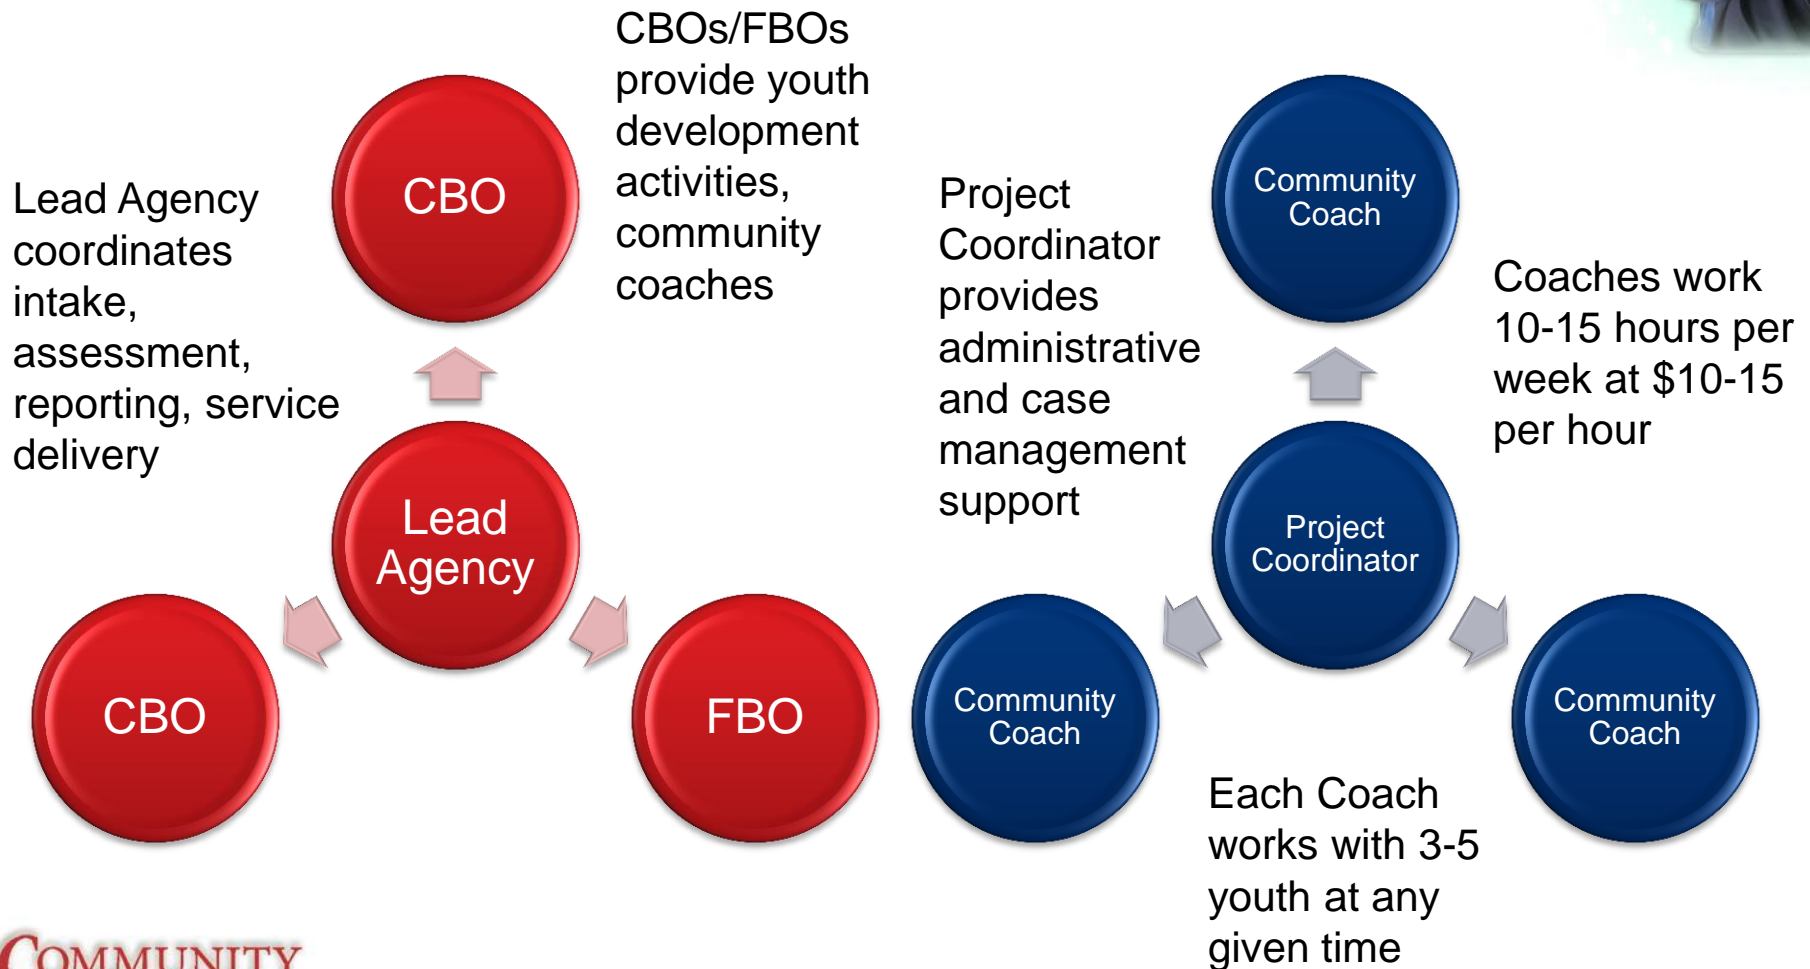 CBOs/FBOs
provide youth
development
activities,
community
coaches
CBO
Lead Agency
coordinates
intake,
assessment,
reporting, service
delivery
Lead
Agency
CBO
FBO
Project
Coordinator
provides
administrative
and case
management
support
Community
Coach
Coaches work
10-15 hours per
week at $10-15
per hour
Project
Coordinator
Community
Coach
Community
Coach
Each Coach
works with 3-5
youth at any
given time
COMMUNITY